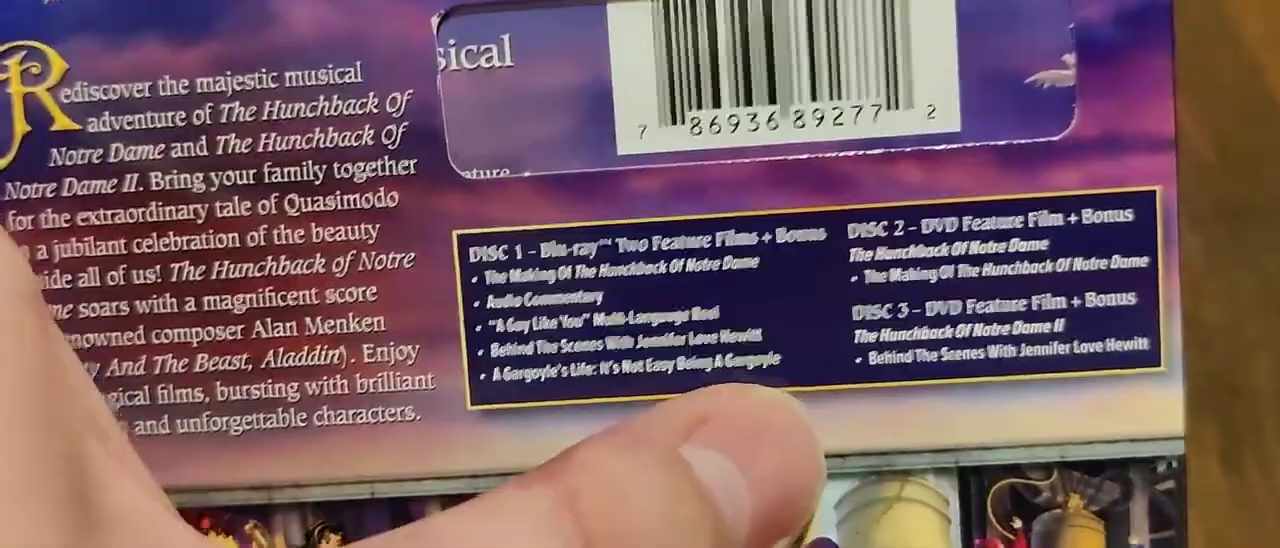 Rediscover the majestic musical
adventure of The Hunchback Of
Notre Dame and The Hunchback Of
Notre Dame II. Bring your family together
for the extraordinary tale of Quasimodo
a jubilant celebration of the beauty
ide all of us! The Hunchback of Notre
me soars with a magnificent score
nowned composer Alan Menken
y And The Beast, Aladdin). Enjoy
gical films, bursting with brilliant
and unforgettable characters.
sical
7 86936 89277 2
ature
DISC 1 – Blu-ray™ Two Feature Films + Bonus
• The Making Of The Hunchback Of Notre Dame
• Audio Commentary
• "A Guy Like You" Multi-Language Reel
• Behind The Scenes With Jennifer Love Hewitt
• A Gargoyle's Life: It's Not Easy Being A Gargoyle
DISC 2 – DVD Feature Film + Bonus
The Hunchback Of Notre Dame
• The Making Of The Hunchback Of Notre Dame
DISC 3 – DVD Feature Film + Bonus
The Hunchback Of Notre Dame II
• Behind The Scenes With Jennifer Love Hewitt